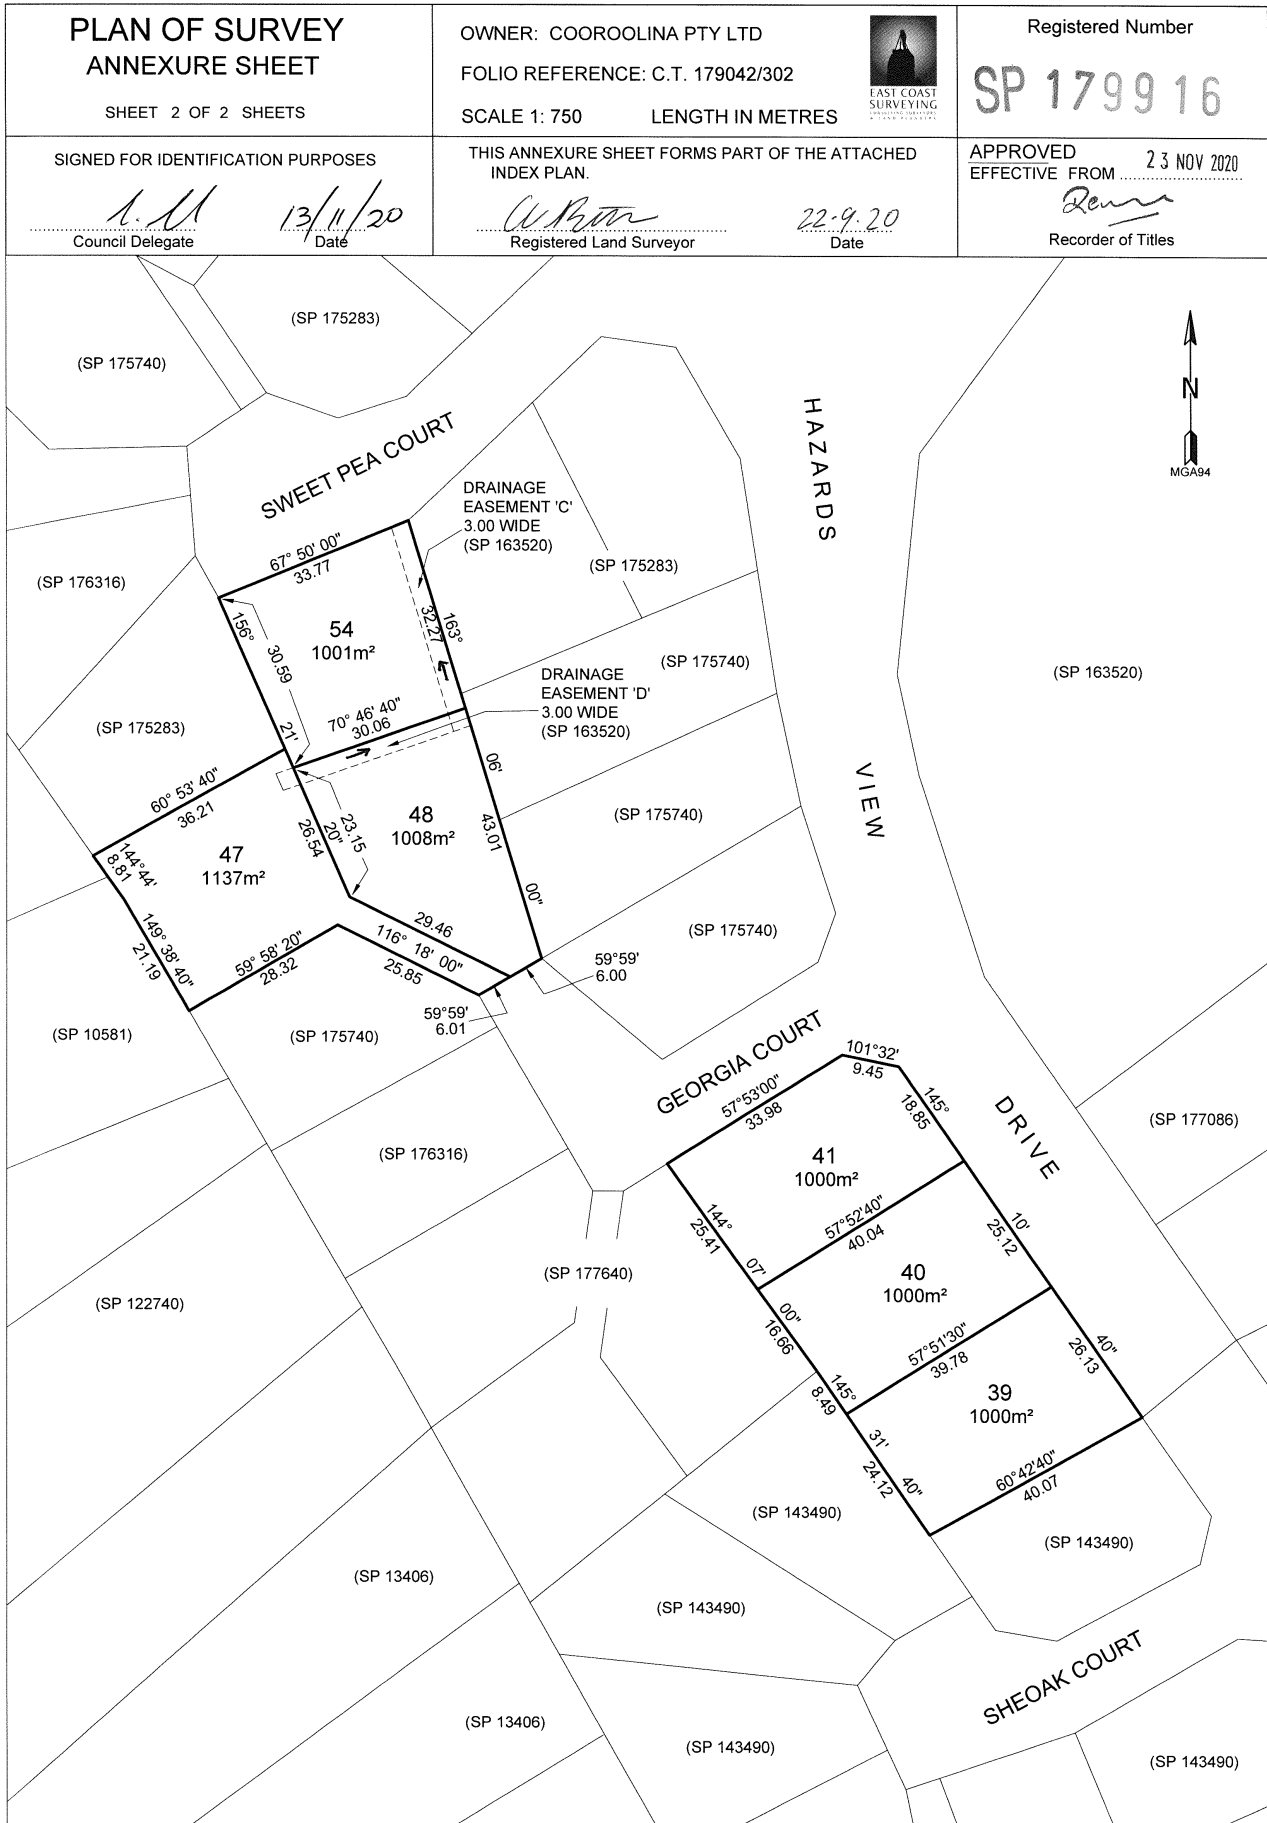 PLAN OF SURVEY
ANNEXURE SHEET
SHEET 2 OF 2 SHEETS
OWNER: COOROOLINA PTY LTD
FOLIO REFERENCE: C.T. 179042/302
SCALE 1: 750 LENGTH IN METRES
EAST COAST
SURVEYING
Registered Number
SP 179916
SIGNED FOR IDENTIFICATION PURPOSES
13/11/20
Council Delegate Date
THIS ANNEXURE SHEET FORMS PART OF THE ATTACHED
INDEX PLAN.
22-9-20
Registered Land Surveyor Date
APPROVED
EFFECTIVE FROM 23 NOV 2020
Recorder of Titles
(SP 175283)
(SP 175740)
N
MGA94
HAZARDS
VIEW
DRIVE
SWEET PEA COURT
DRAINAGE
EASEMENT 'C'
3.00 WIDE
(SP 163520)
(SP 175283)
(SP 176316)
67° 50' 00"
33.77
156°
30.59
21'
54
1001m²
163°
32.27
(SP 175740)
(SP 163520)
DRAINAGE
EASEMENT 'D'
3.00 WIDE
(SP 163520)
70° 46' 40"
30.06
(SP 175283)
60° 53' 40"
36.21
06'
43.01
00"
23.15
20"
26.54
48
1008m²
(SP 175740)
47
1137m²
144°44'
8.81
149° 38' 40"
21.19
59° 58' 20"
28.32
29.46
116° 18' 00"
25.85
(SP 175740)
59°59'
6.00
59°59'
6.01
(SP 10581)
(SP 175740)
GEORGIA COURT
57°53'00"
33.98
101°32'
9.45
145°
18.85
(SP 177086)
(SP 176316)
41
1000m²
144°
25.41
07'
57°52'40"
40.04
10'
25.12
(SP 177640)
40
1000m²
00"
16.66
(SP 122740)
57°51'30"
39.78
40"
26.13
145°
8.49
39
1000m²
31'
24.12
40"
60°42'40"
40.07
(SP 143490)
(SP 143490)
(SP 13406)
(SP 143490)
SHEOAK COURT
(SP 13406)
(SP 143490)
(SP 143490)